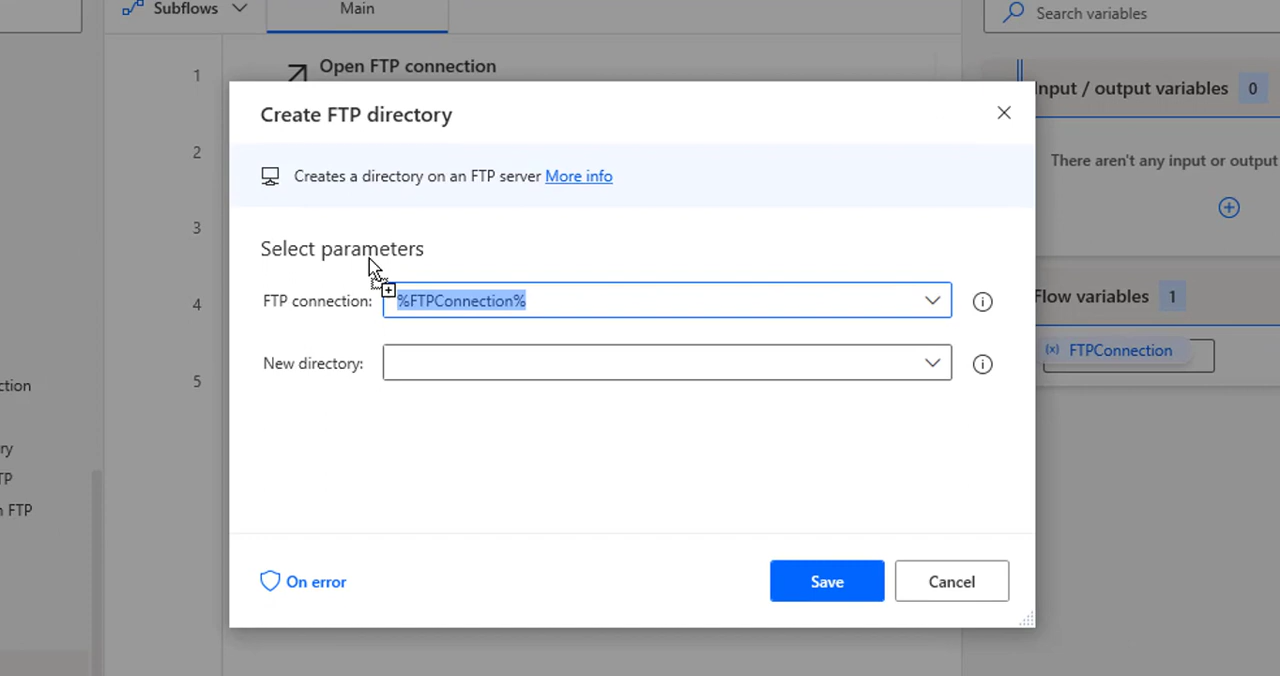 Subflows
Main
Search variables
1
Open FTP connection
Input / output variables 0
Create FTP directory
2
There aren't any input or output
Creates a directory on an FTP server More info
3
Select parameters
FTP connection: %FTPConnection%
4
Flow variables 1
(x) FTPConnection
New directory:
5
ction
ry
TP
n FTP
On error
Save
Cancel